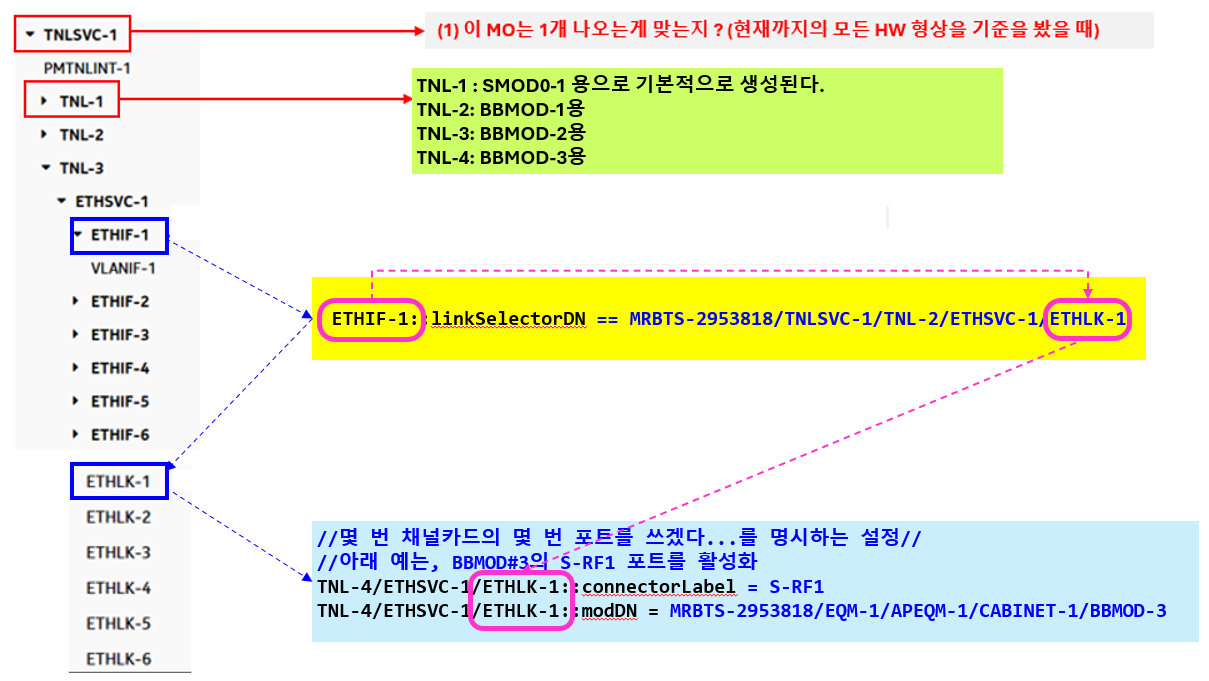 TNLSVC-1
(1) 이 MO는 1개 나오는게 맞는지 ? (현재까지의 모든 HW 형상을 기준을 봤을 때)
PMTNLINT-1
TNL-1
TNL-1 : SMOD0-1 용으로 기본적으로 생성된다.
TNL-2: BBMOD-1용
TNL-3: BBMOD-2용
TNL-4: BBMOD-3용
TNL-2
TNL-3
ETHSVC-1
ETHIF-1
VLANIF-1
ETHIF-2
ETHIF-3
ETHIF-4
ETHIF-5
ETHIF-6
ETHIF-1::linkSelectorDN == MRBTS-2953818/TNLSVC-1/TNL-2/ETHSVC-1/ETHLK-1
ETHLK-1
ETHLK-2
ETHLK-3
ETHLK-4
ETHLK-5
ETHLK-6
//몇 번 채널카드의 몇 번 포트를 쓰겠다...를 명시하는 설정//
//아래 예는, BBMOD#3의 S-RF1 포트를 활성화
TNL-4/ETHSVC-1/ETHLK-1::connectorLabel = S-RF1
TNL-4/ETHSVC-1/ETHLK-1::modDN = MRBTS-2953818/EQM-1/APEQM-1/CABINET-1/BBMOD-3